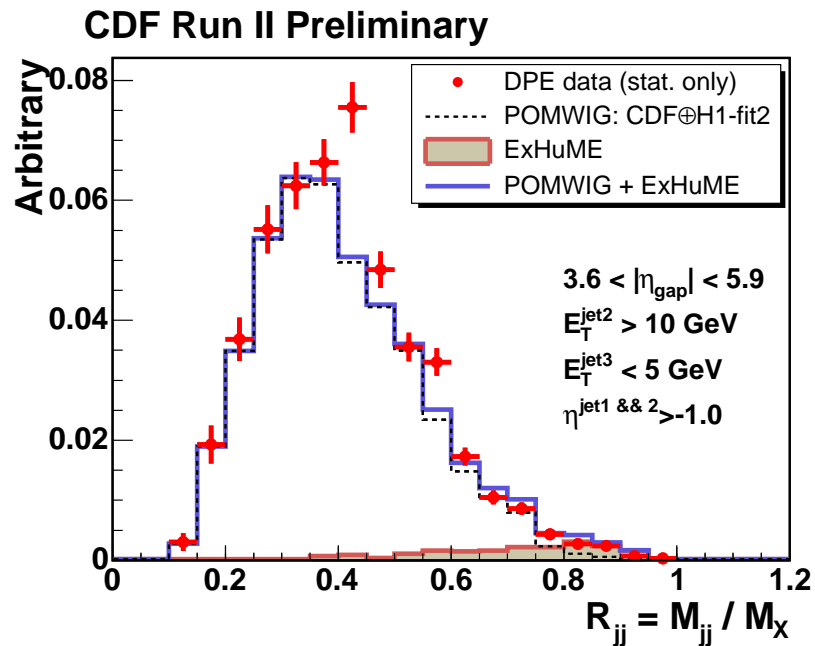 CDF Run II Preliminary
Arbitrary
0.08
0.06
0.04
0.02
0
DPE data (stat. only)
POMWIG: CDF⊕H1-fit2
ExHuME
POMWIG + ExHuME
3.6 < |η_gap| < 5.9
E_T^jet2 > 10 GeV
E_T^jet3 < 5 GeV
η^jet1 && 2 >-1.0
0 0.2 0.4 0.6 0.8 1 1.2
R_jj = M_jj / M_X